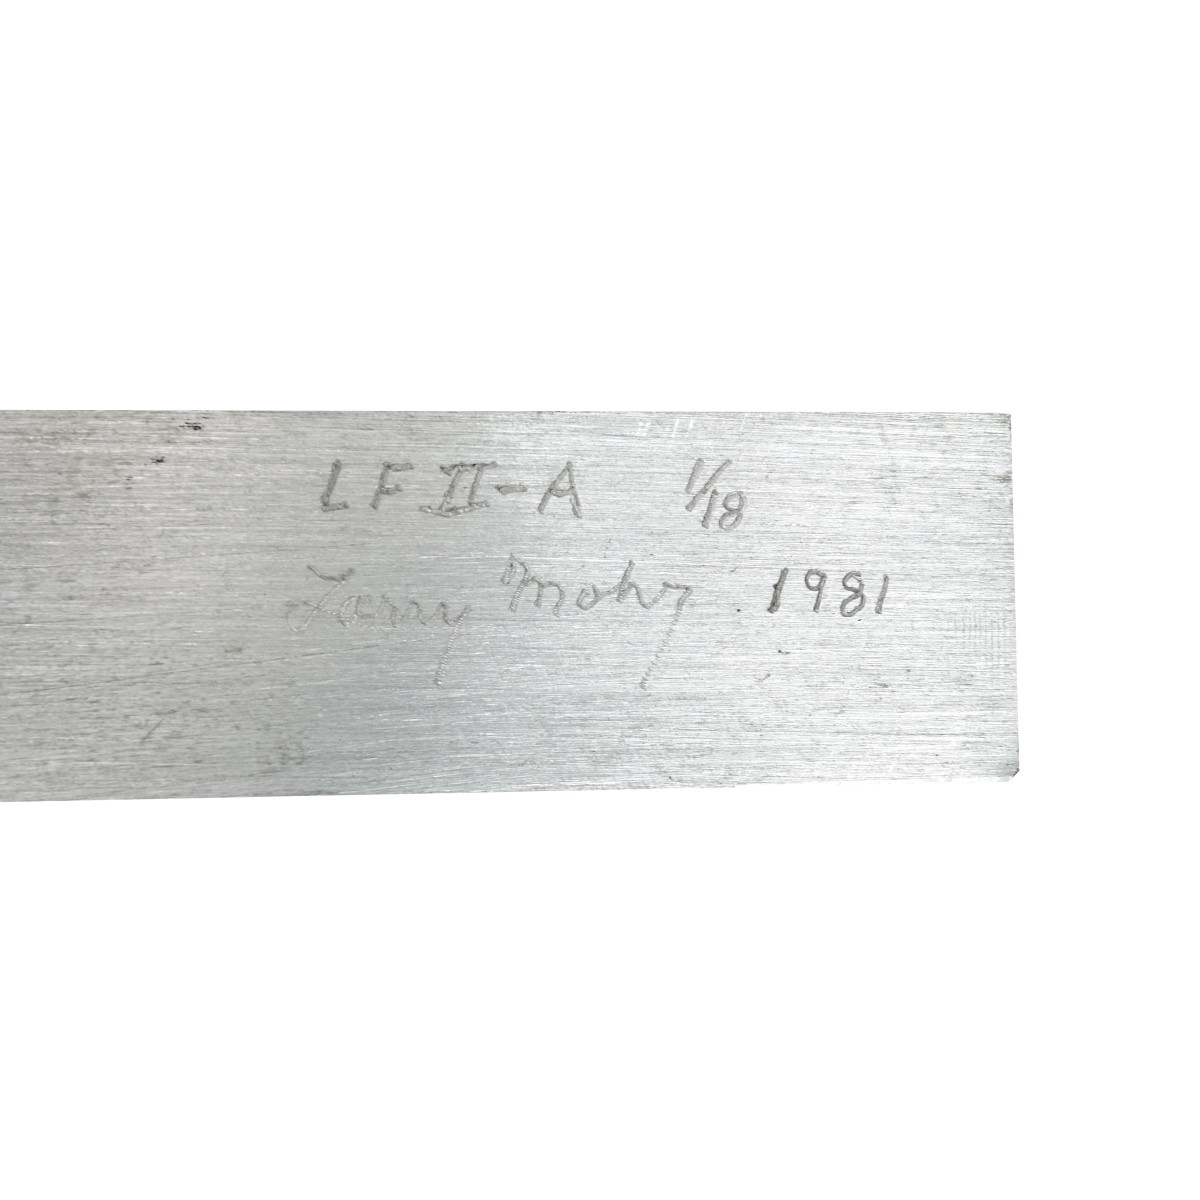 LF II-A 1/18
Larry Mohr 1981